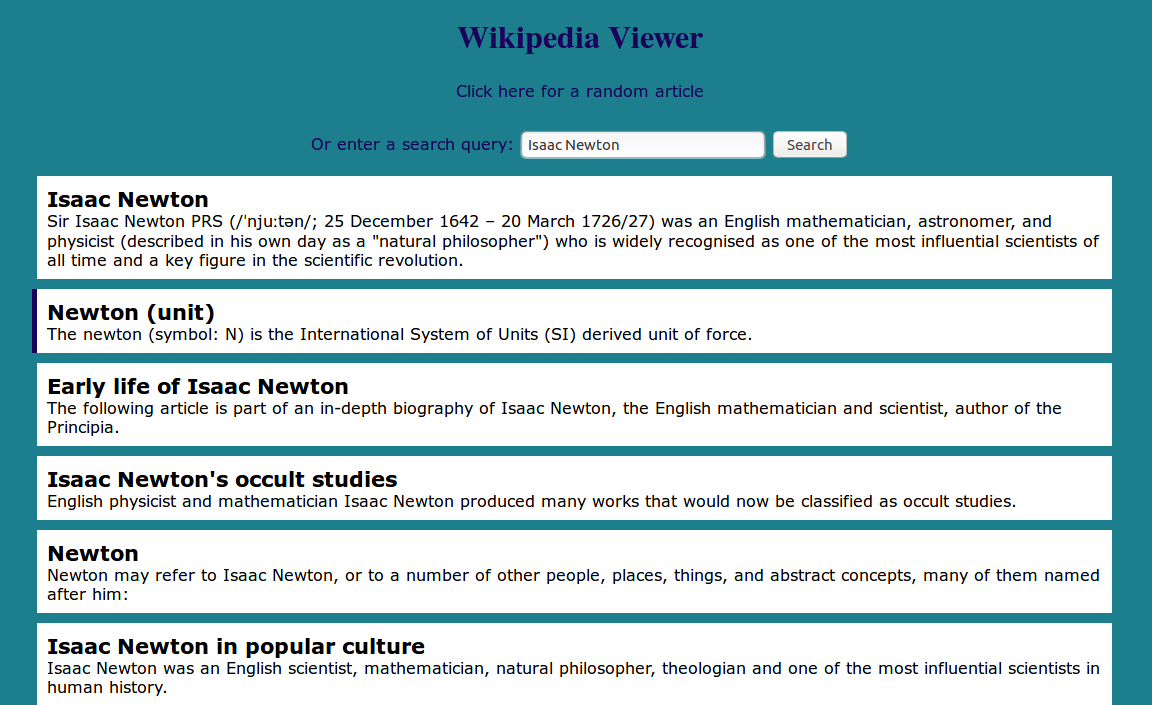 Wikipedia Viewer
Click here for a random article
Or enter a search query: Isaac Newton Search
Isaac Newton
Sir Isaac Newton PRS (/ˈnjuːtən/; 25 December 1642 – 20 March 1726/27) was an English mathematician, astronomer, and
physicist (described in his own day as a "natural philosopher") who is widely recognised as one of the most influential scientists of
all time and a key figure in the scientific revolution.
Newton (unit)
The newton (symbol: N) is the International System of Units (SI) derived unit of force.
Early life of Isaac Newton
The following article is part of an in-depth biography of Isaac Newton, the English mathematician and scientist, author of the
Principia.
Isaac Newton's occult studies
English physicist and mathematician Isaac Newton produced many works that would now be classified as occult studies.
Newton
Newton may refer to Isaac Newton, or to a number of other people, places, things, and abstract concepts, many of them named
after him:
Isaac Newton in popular culture
Isaac Newton was an English scientist, mathematician, natural philosopher, theologian and one of the most influential scientists in
human history.